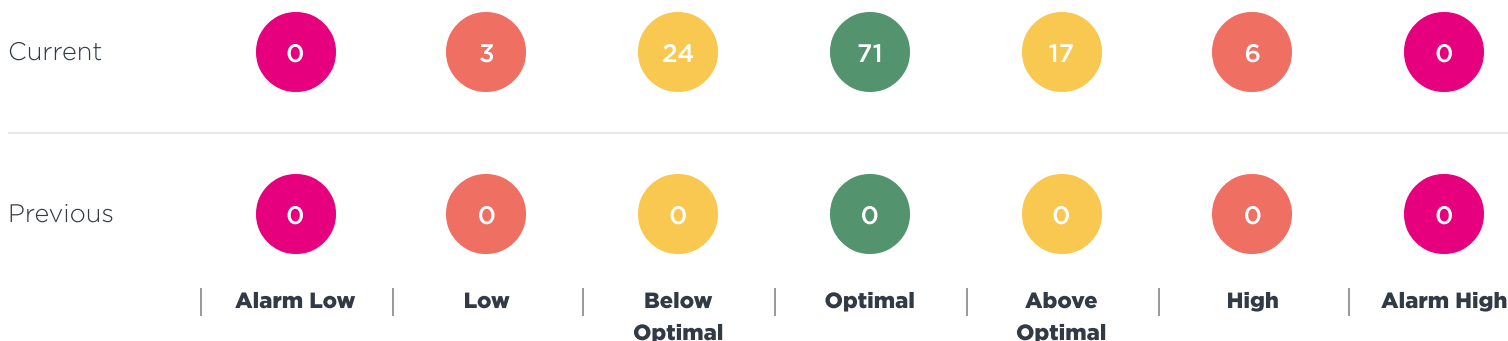 Current 0 3 24 71 17 6 0
Previous 0 0 0 0 0 0 0
Alarm Low Low Below Optimal Above High Alarm High
Optimal Optimal